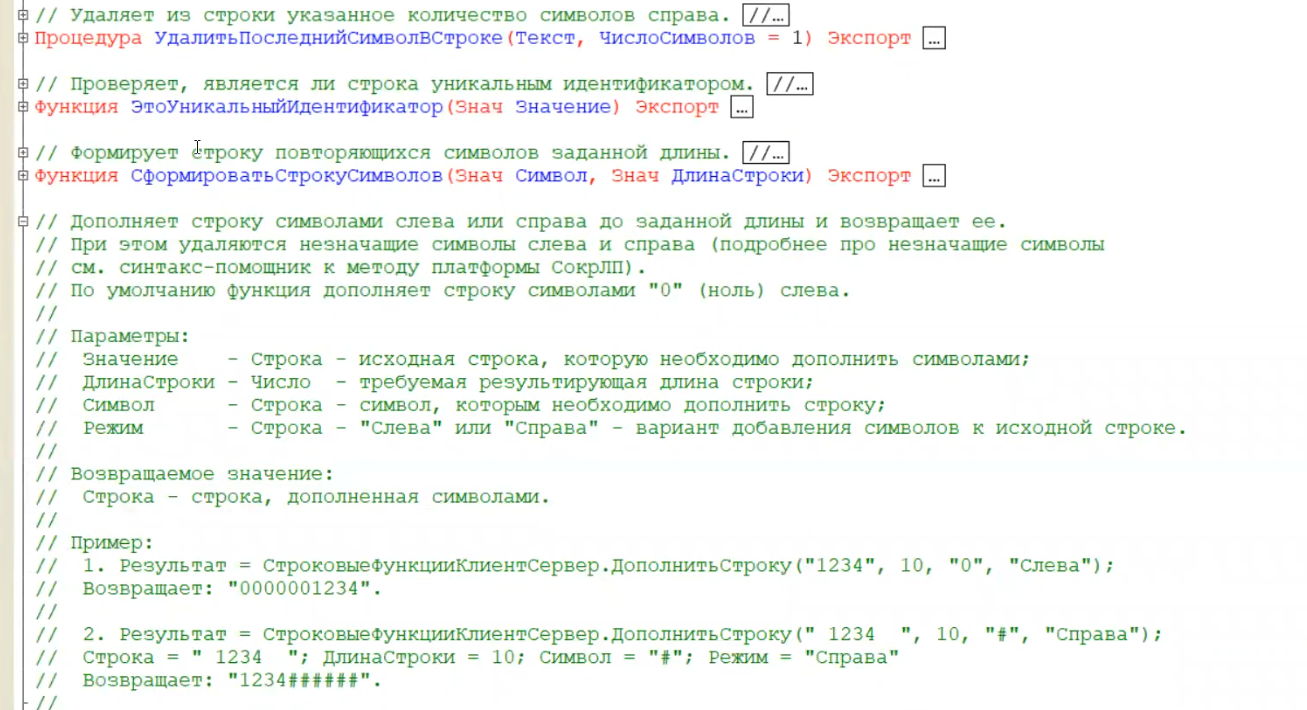 // Удаляет из строки указанное количество символов справа. //…
Процедура УдалитьПоследнийСимволВСтроке(Текст, ЧислоСимволов = 1) Экспорт …
// Проверяет, является ли строка уникальным идентификатором. //…
Функция ЭтоУникальныйИдентификатор(Знач Значение) Экспорт …
// Формирует строку повторяющихся символов заданной длины. //…
Функция СформироватьСтрокуСимволов(Знач Символ, Знач ДлинаСтроки) Экспорт …
// Дополняет строку символами слева или справа до заданной длины и возвращает ее.
// При этом удаляются незначащие символы слева и справа (подробнее про незначащие символы
// см. синтакс-помощник к методу платформы СокрЛП).
// По умолчанию функция дополняет строку символами "0" (ноль) слева.
//
// Параметры:
//  Значение    - Строка - исходная строка, которую необходимо дополнить символами;
//  ДлинаСтроки - Число  - требуемая результирующая длина строки;
//  Символ      - Строка - символ, которым необходимо дополнить строку;
//  Режим       - Строка - "Слева" или "Справа" - вариант добавления символов к исходной строке.
//
// Возвращаемое значение:
//  Строка - строка, дополненная символами.
//
// Пример:
//  1. Результат = СтроковыеФункцииКлиентСервер.ДополнитьСтроку("1234", 10, "0", "Слева");
//  Возвращает: "0000001234".
//
//  2. Результат = СтроковыеФункцииКлиентСервер.ДополнитьСтроку(" 1234  ", 10, "#", "Справа");
//  Строка = " 1234  "; ДлинаСтроки = 10; Символ = "#"; Режим = "Справа"
//  Возвращает: "1234######".
//